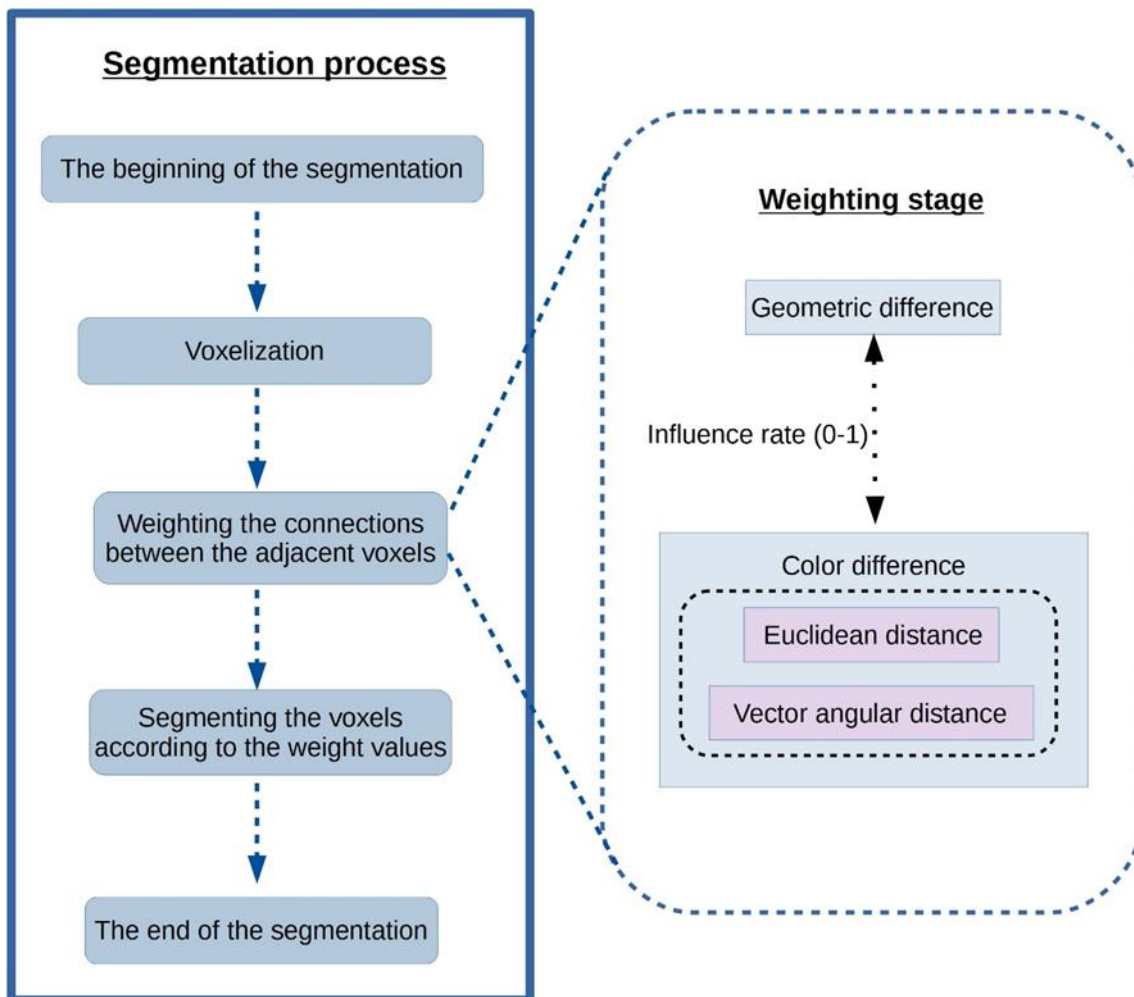 Segmentation process
The beginning of the segmentation
Voxelization
Weighting the connections
between the adjacent voxels
Segmenting the voxels
according to the weight values
The end of the segmentation
Weighting stage
Geometric difference
Influence rate (0-1)
Color difference
Euclidean distance
Vector angular distance